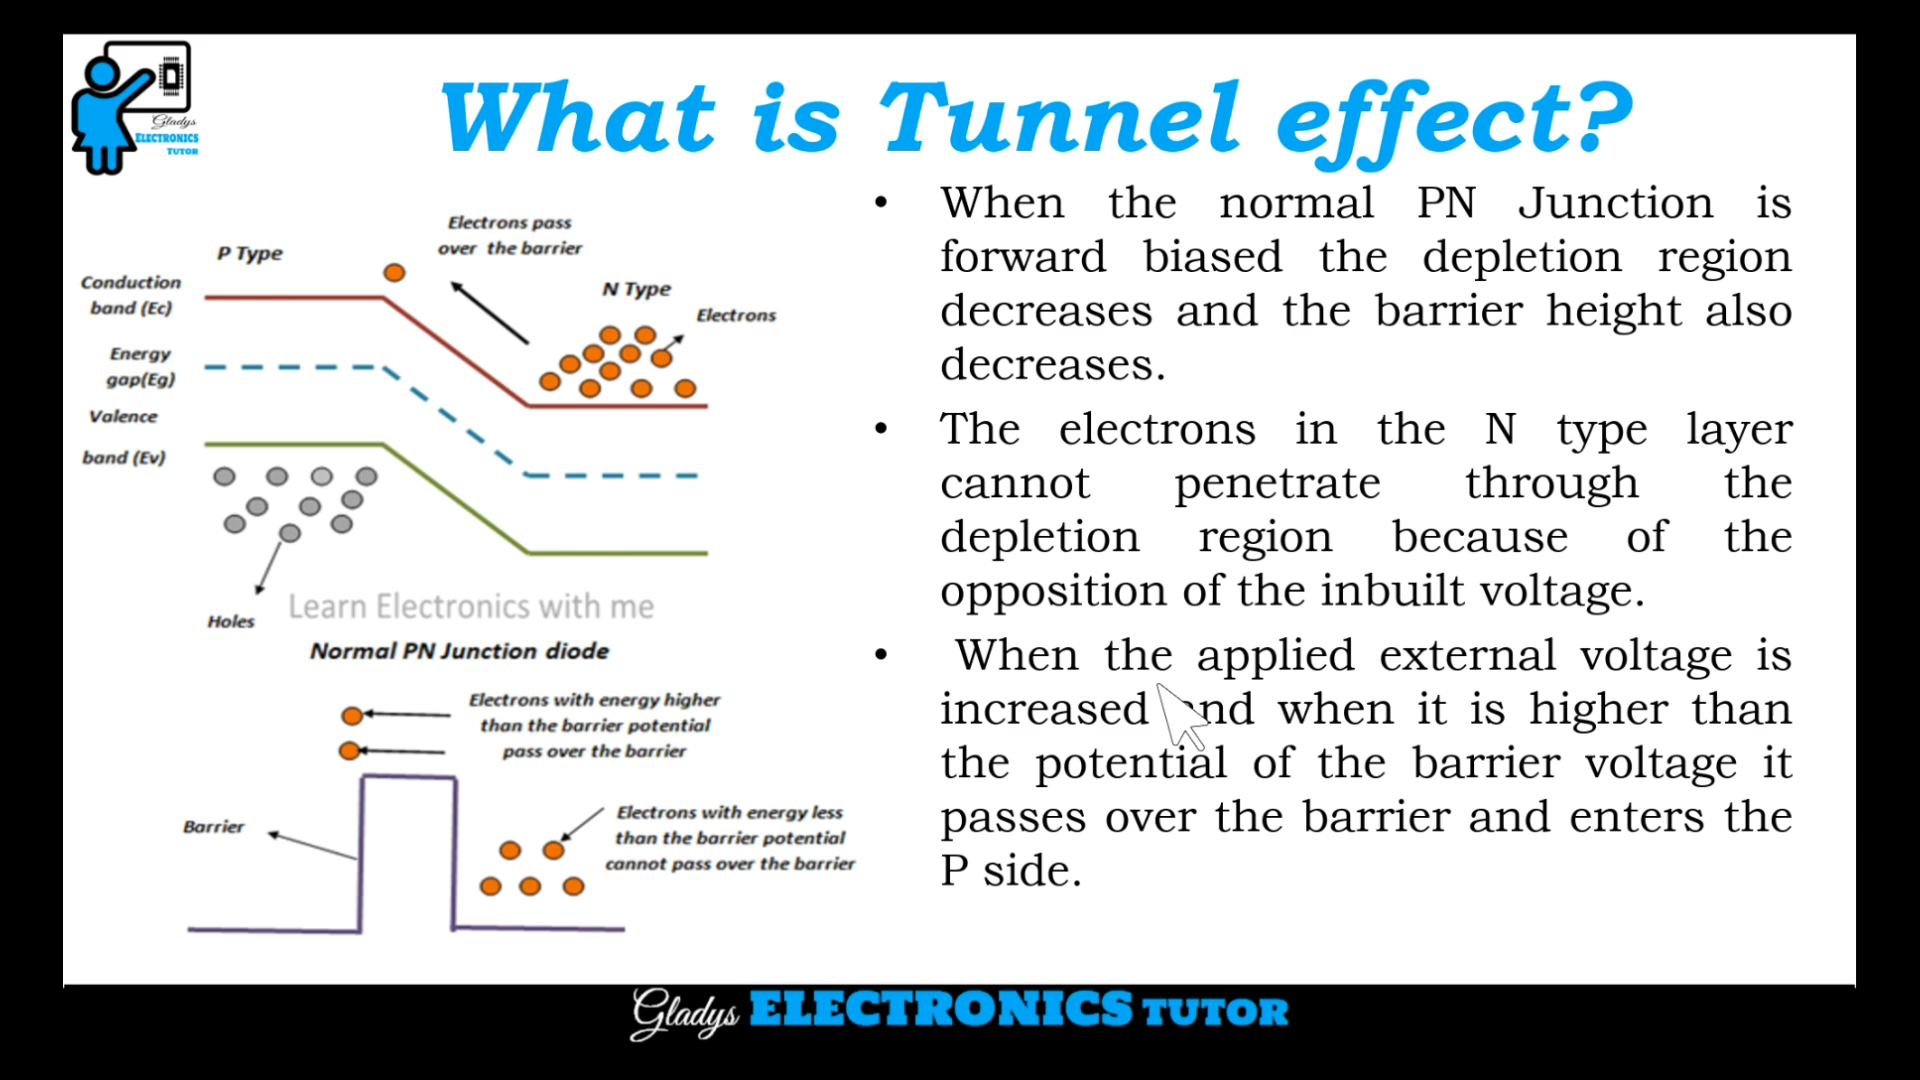 Gladys
ELECTRONICS
TUTOR
What is Tunnel effect?
Electrons pass
over the barrier
P Type
Conduction
band (Ec)
N Type
Electrons
Energy
gap(Eg)
Valence
band (Ev)
Holes
Learn Electronics with me
Normal PN Junction diode
Electrons with energy higher
than the barrier potential
pass over the barrier
Barrier
Electrons with energy less
than the barrier potential
cannot pass over the barrier
• When the normal PN Junction is
forward biased the depletion region
decreases and the barrier height also
decreases.
• The electrons in the N type layer
cannot penetrate through the
depletion region because of the
opposition of the inbuilt voltage.
• When the applied external voltage is
increased and when it is higher than
the potential of the barrier voltage it
passes over the barrier and enters the
P side.
Gladys ELECTRONICS TUTOR